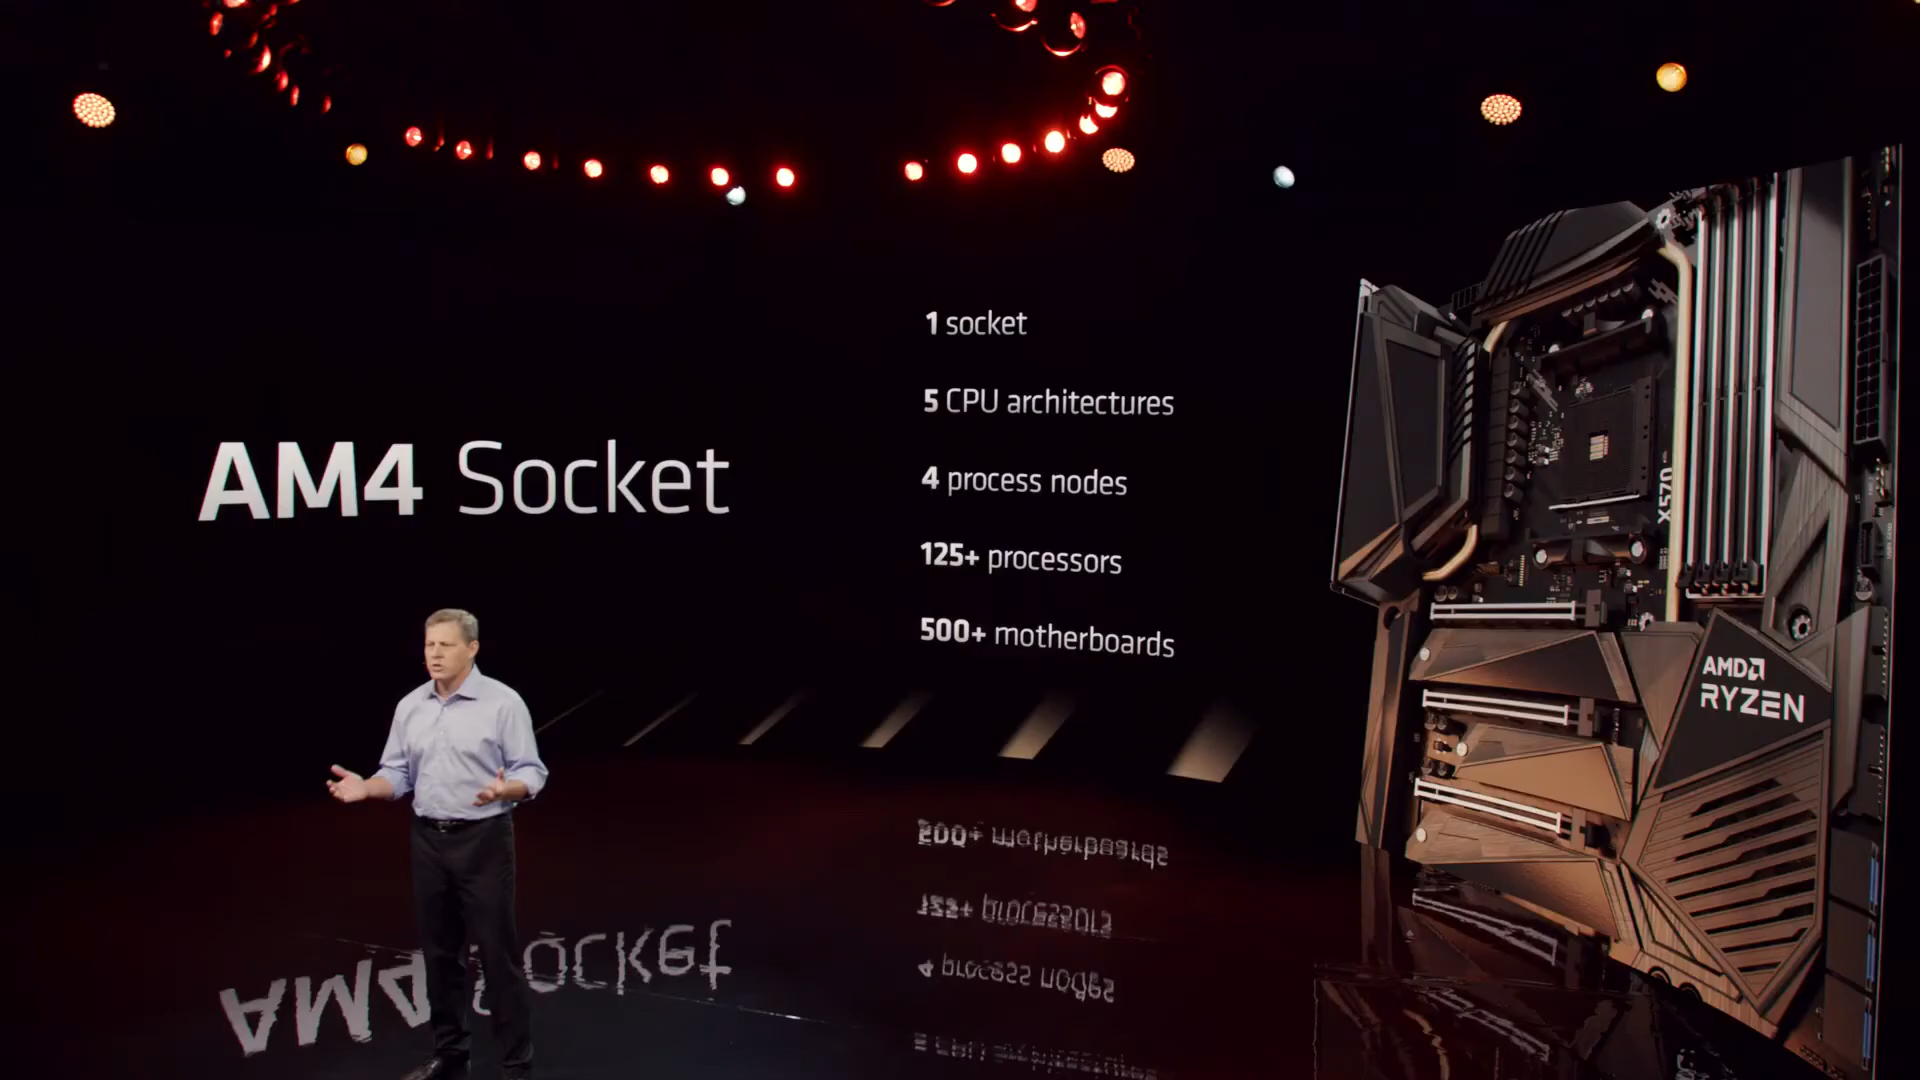 AM4 Socket
1 socket
5 CPU architectures
4 process nodes
125+ processors
500+ motherboards
X570
AMD
RYZEN